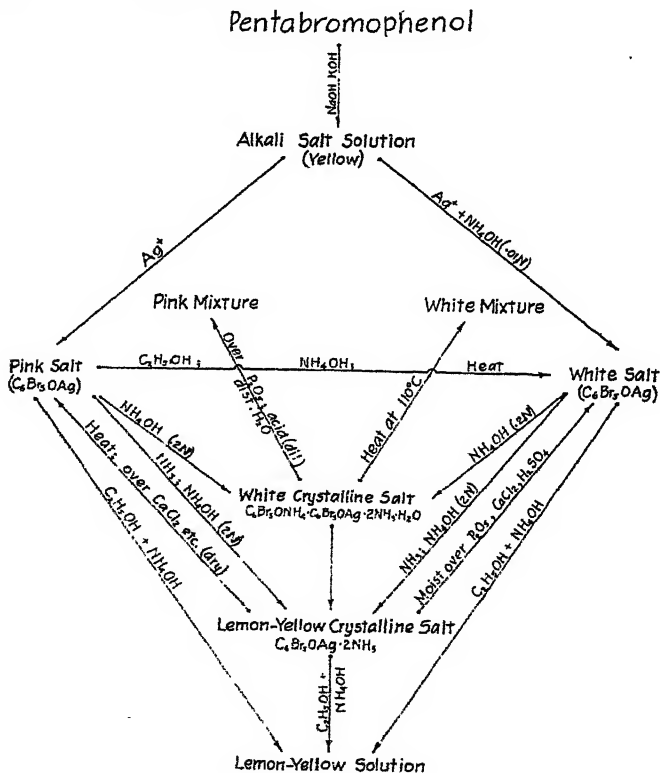 Pentabromophenol
NaOH KOH
Alkali Salt Solution
(Yellow)
Ag⁺
Ag⁺ + NH₄OH (.01N)
Pink Mixture
White Mixture
Over P₂O₅; acid (dil)
dist. H₂O
Heat at 110°C
Pink Salt
(C₆Br₅OAg)
C₂H₅OH; NH₄OH; Heat
White Salt
(C₆Br₅OAg)
NH₄OH (.2N)
NH₄OH (.2N)
Heat; over CaCl₂ etc. (dry)
NH₃; NH₄OH (2N)
White Crystalline Salt
C₆Br₅ONH₄·C₆Br₅OAg·2NH₃·H₂O
NH₃; NH₄OH (2N)
Moist over P₂O₅, CaCl₂, H₂SO₄
C₂H₅OH + NH₄OH
C₂H₅OH + NH₄OH
Lemon-Yellow Crystalline Salt
C₆Br₅OAg·2NH₃
C₂H₅OH +
NH₄OH
Lemon-Yellow Solution